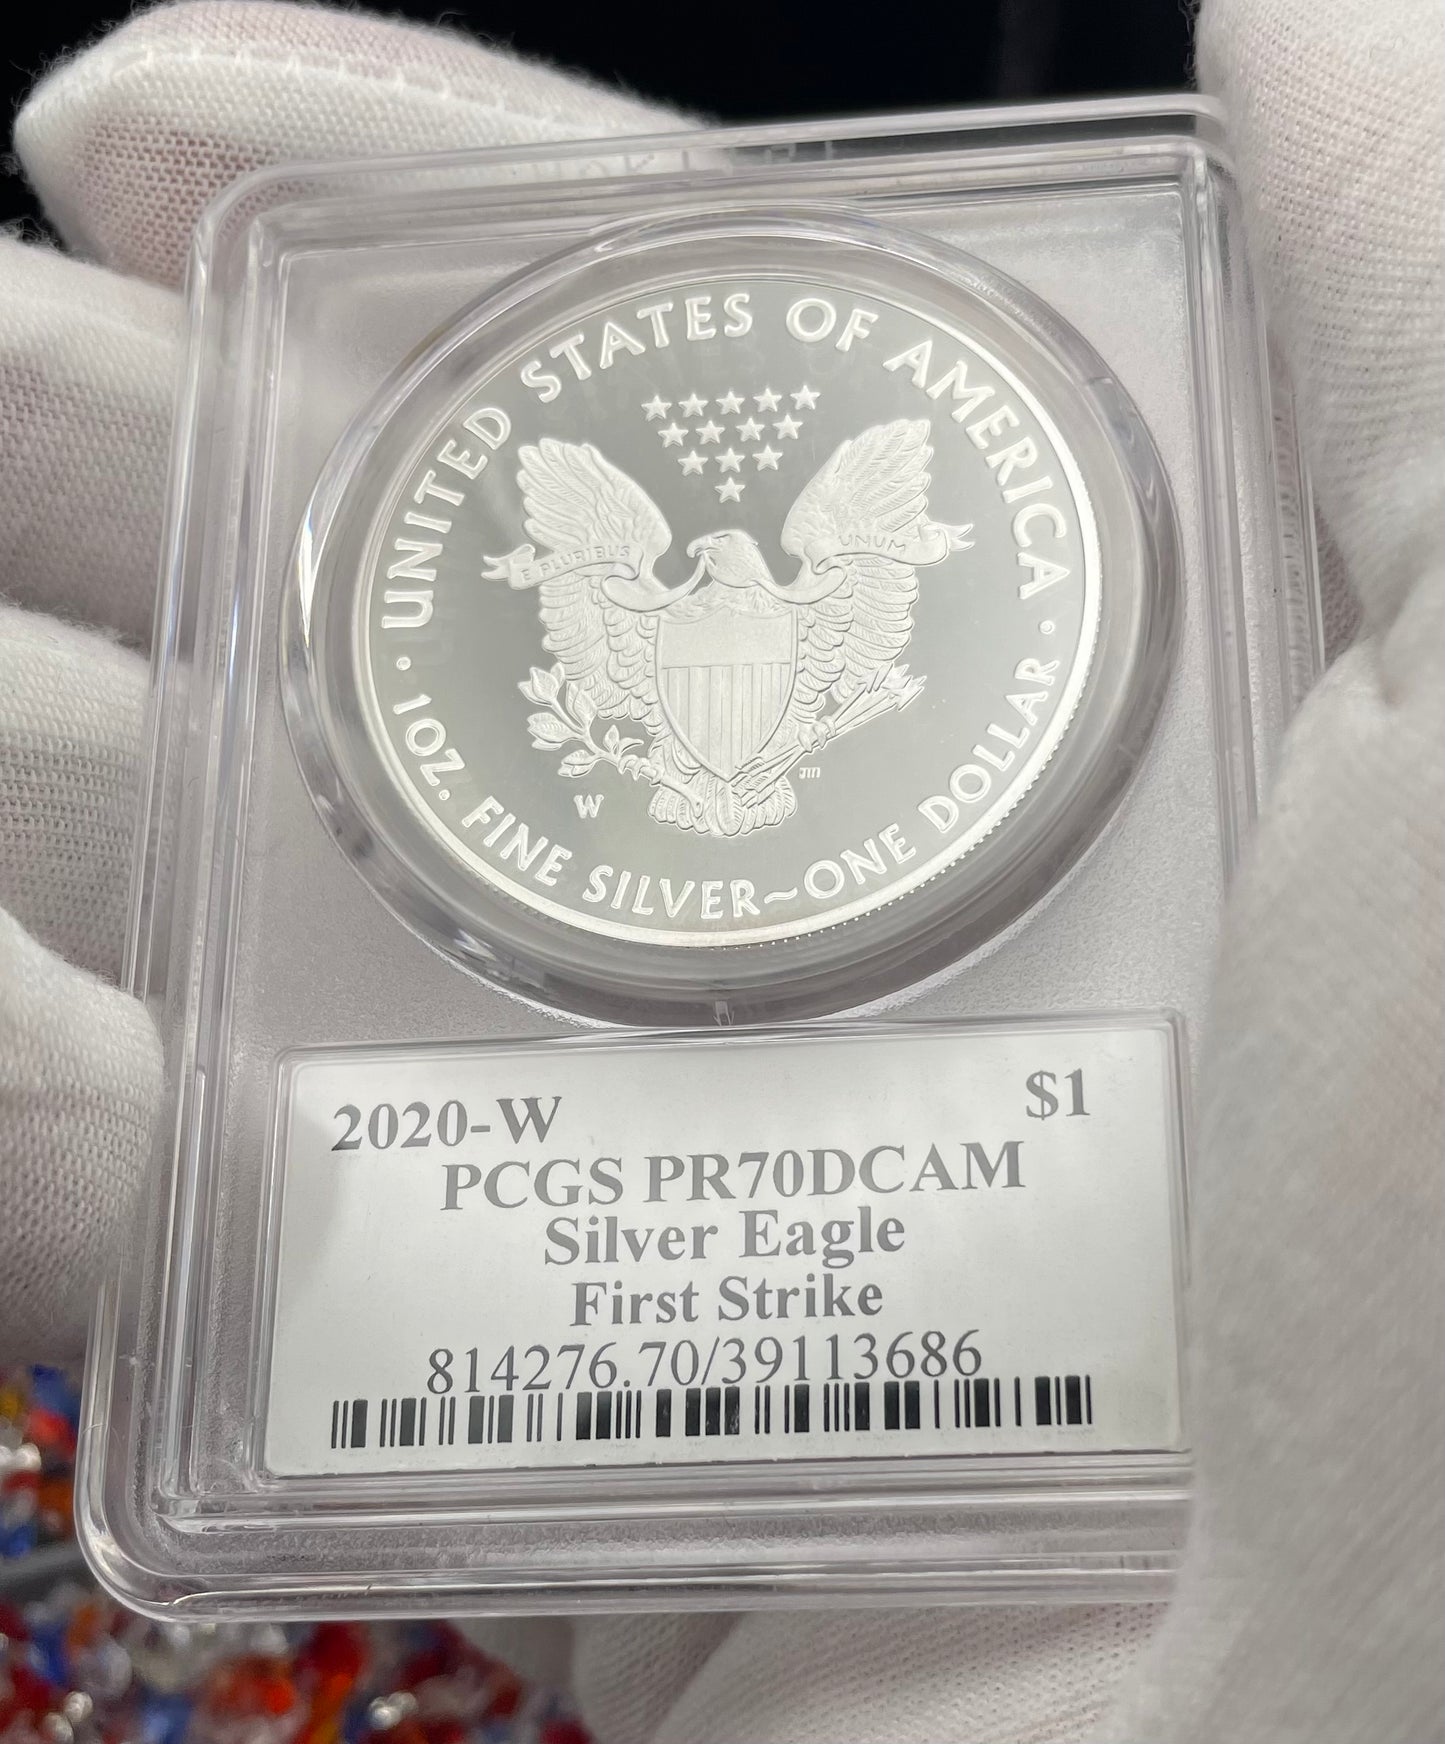 UNITED STATES OF AMERICA
E PLURIBUS
UNUM
W
JM
· 1 OZ. FINE SILVER~ONE DOLLAR ·
2020-W $1
PCGS PR70DCAM
Silver Eagle
First Strike
814276.70/39113686